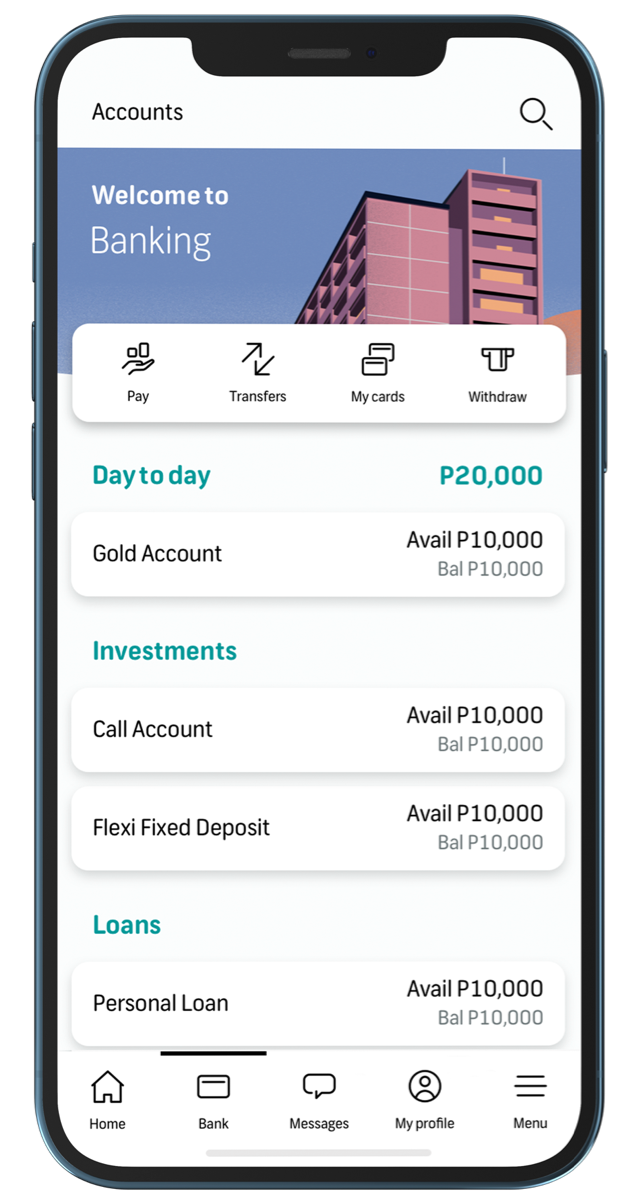 Accounts
Welcome to
Banking
Pay
Transfers
My cards
Withdraw
Day to day P20,000
Gold Account
Avail P10,000
Bal P10,000
Investments
Call Account
Avail P10,000
Bal P10,000
Flexi Fixed Deposit
Avail P10,000
Bal P10,000
Loans
Personal Loan
Avail P10,000
Bal P10,000
Home
Bank
Messages
My profile
Menu